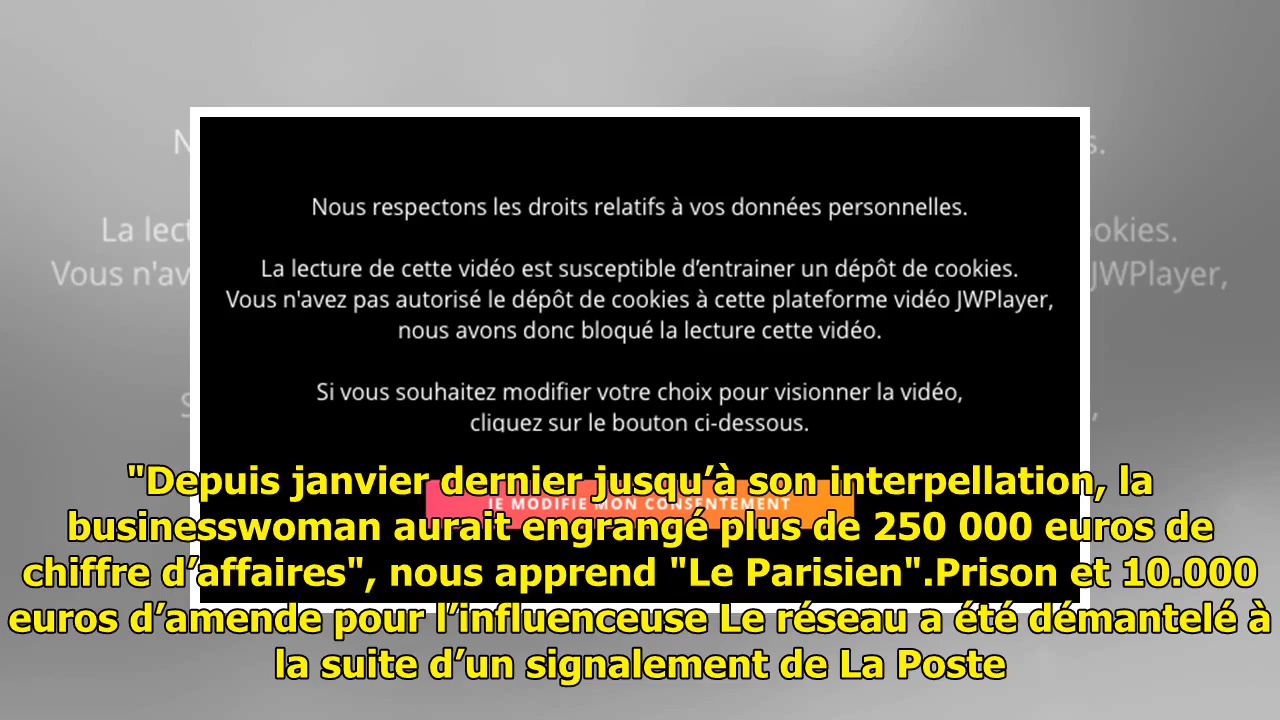 Nous respectons les droits relatifs à vos données personnelles.
La lecture de cette vidéo est susceptible d’entrainer un dépôt de cookies.
Vous n'avez pas autorisé le dépôt de cookies à cette plateforme vidéo JWPlayer,
nous avons donc bloqué la lecture cette vidéo.
Si vous souhaitez modifier votre choix pour visionner la vidéo,
cliquez sur le bouton ci-dessous.
JE MODIFIE MON CONSENTEMENT
"Depuis janvier dernier jusqu’à son interpellation, la
businesswoman aurait engrangé plus de 250 000 euros de
chiffre d’affaires", nous apprend "Le Parisien".Prison et 10.000
euros d’amende pour l’influenceuse Le réseau a été démantelé à
la suite d’un signalement de La Poste